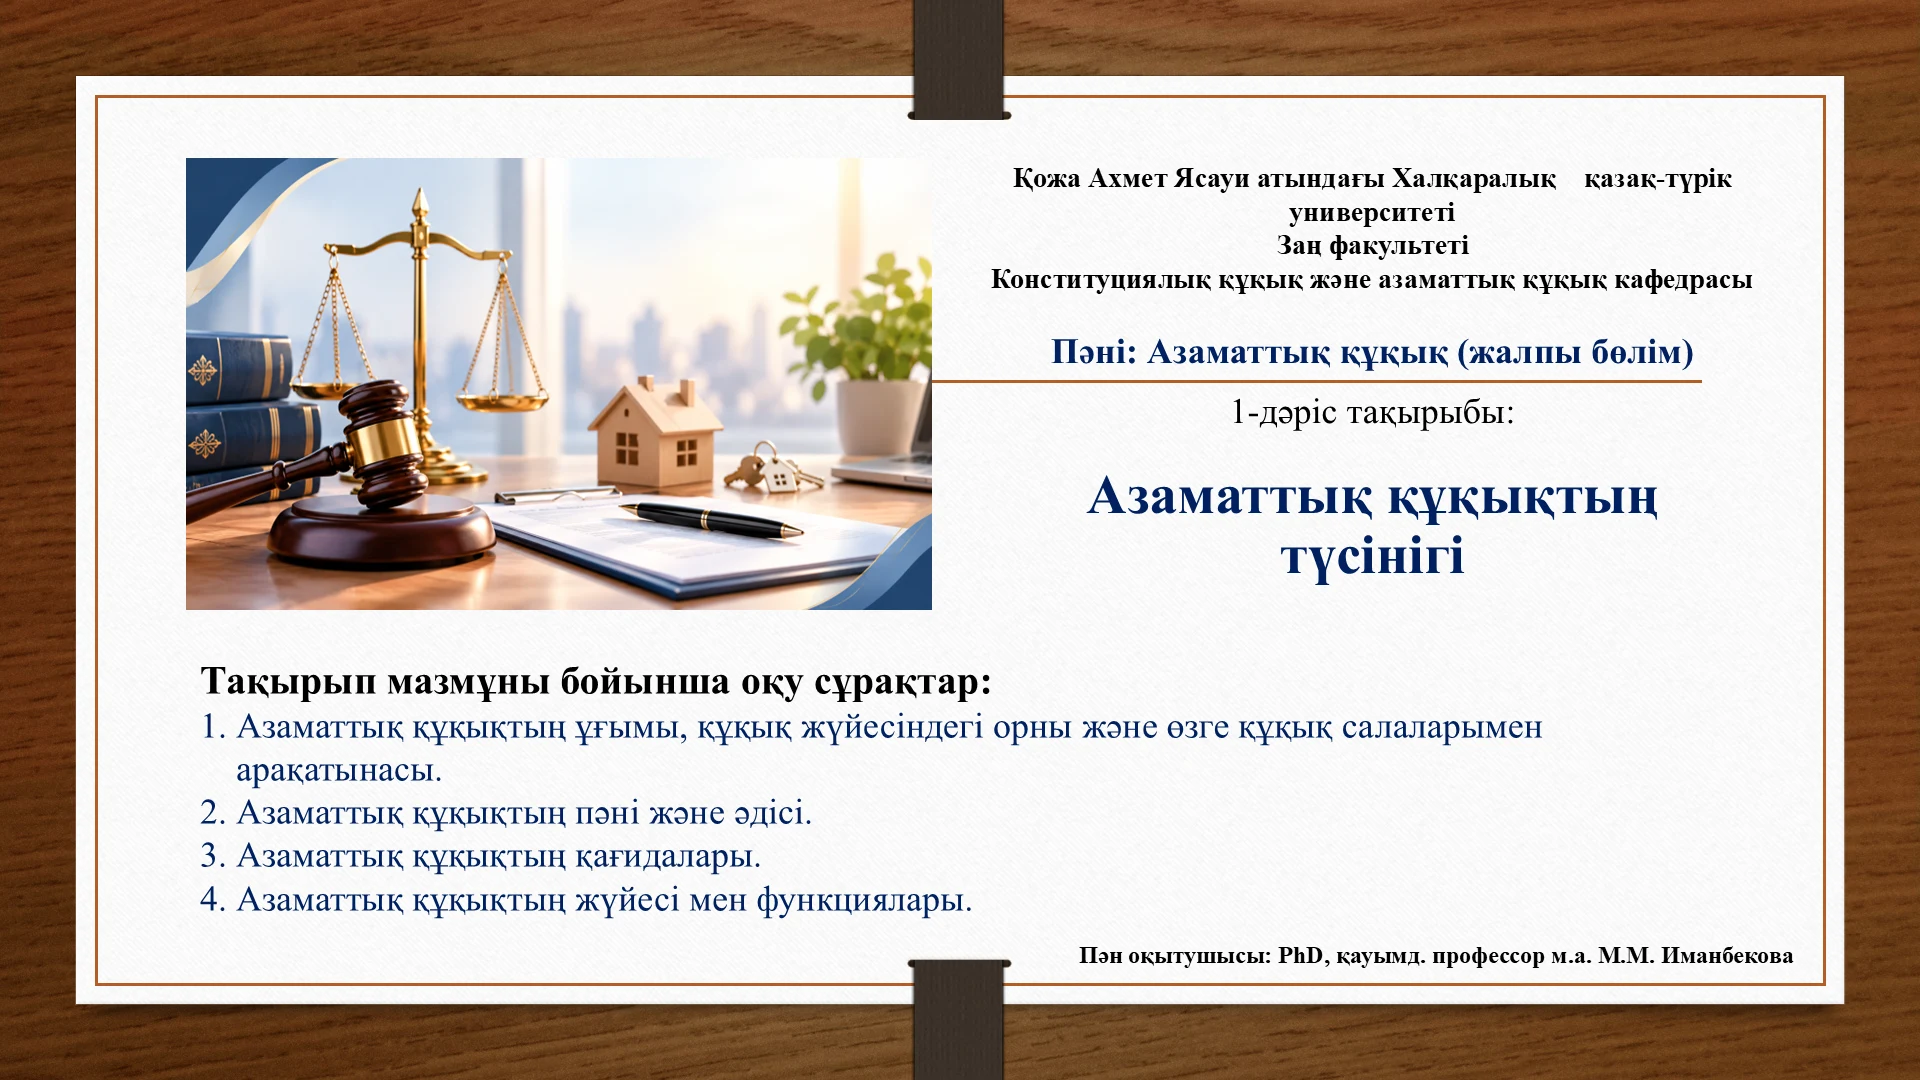 Қожа Ахмет Ясауи атындағы Халқаралық қазақ-түрік
университеті
Заң факультеті
Конституциялық құқық және азаматтық құқық кафедрасы
Пәні: Азаматтық құқық (жалпы бөлім)
1-дәріс тақырыбы:
Азаматтық құқықтың
түсінігі
Тақырып мазмұны бойынша оқу сұрақтар:
1. Азаматтық құқықтың ұғымы, құқық жүйесіндегі орны және өзге құқық салаларымен
арақатынасы.
2. Азаматтық құқықтың пәні және әдісі.
3. Азаматтық құқықтың қағидалары.
4. Азаматтық құқықтың жүйесі мен функциялары.
Пән оқытушысы: PhD, қауымд. профессор м.а. М.М. Иманбекова